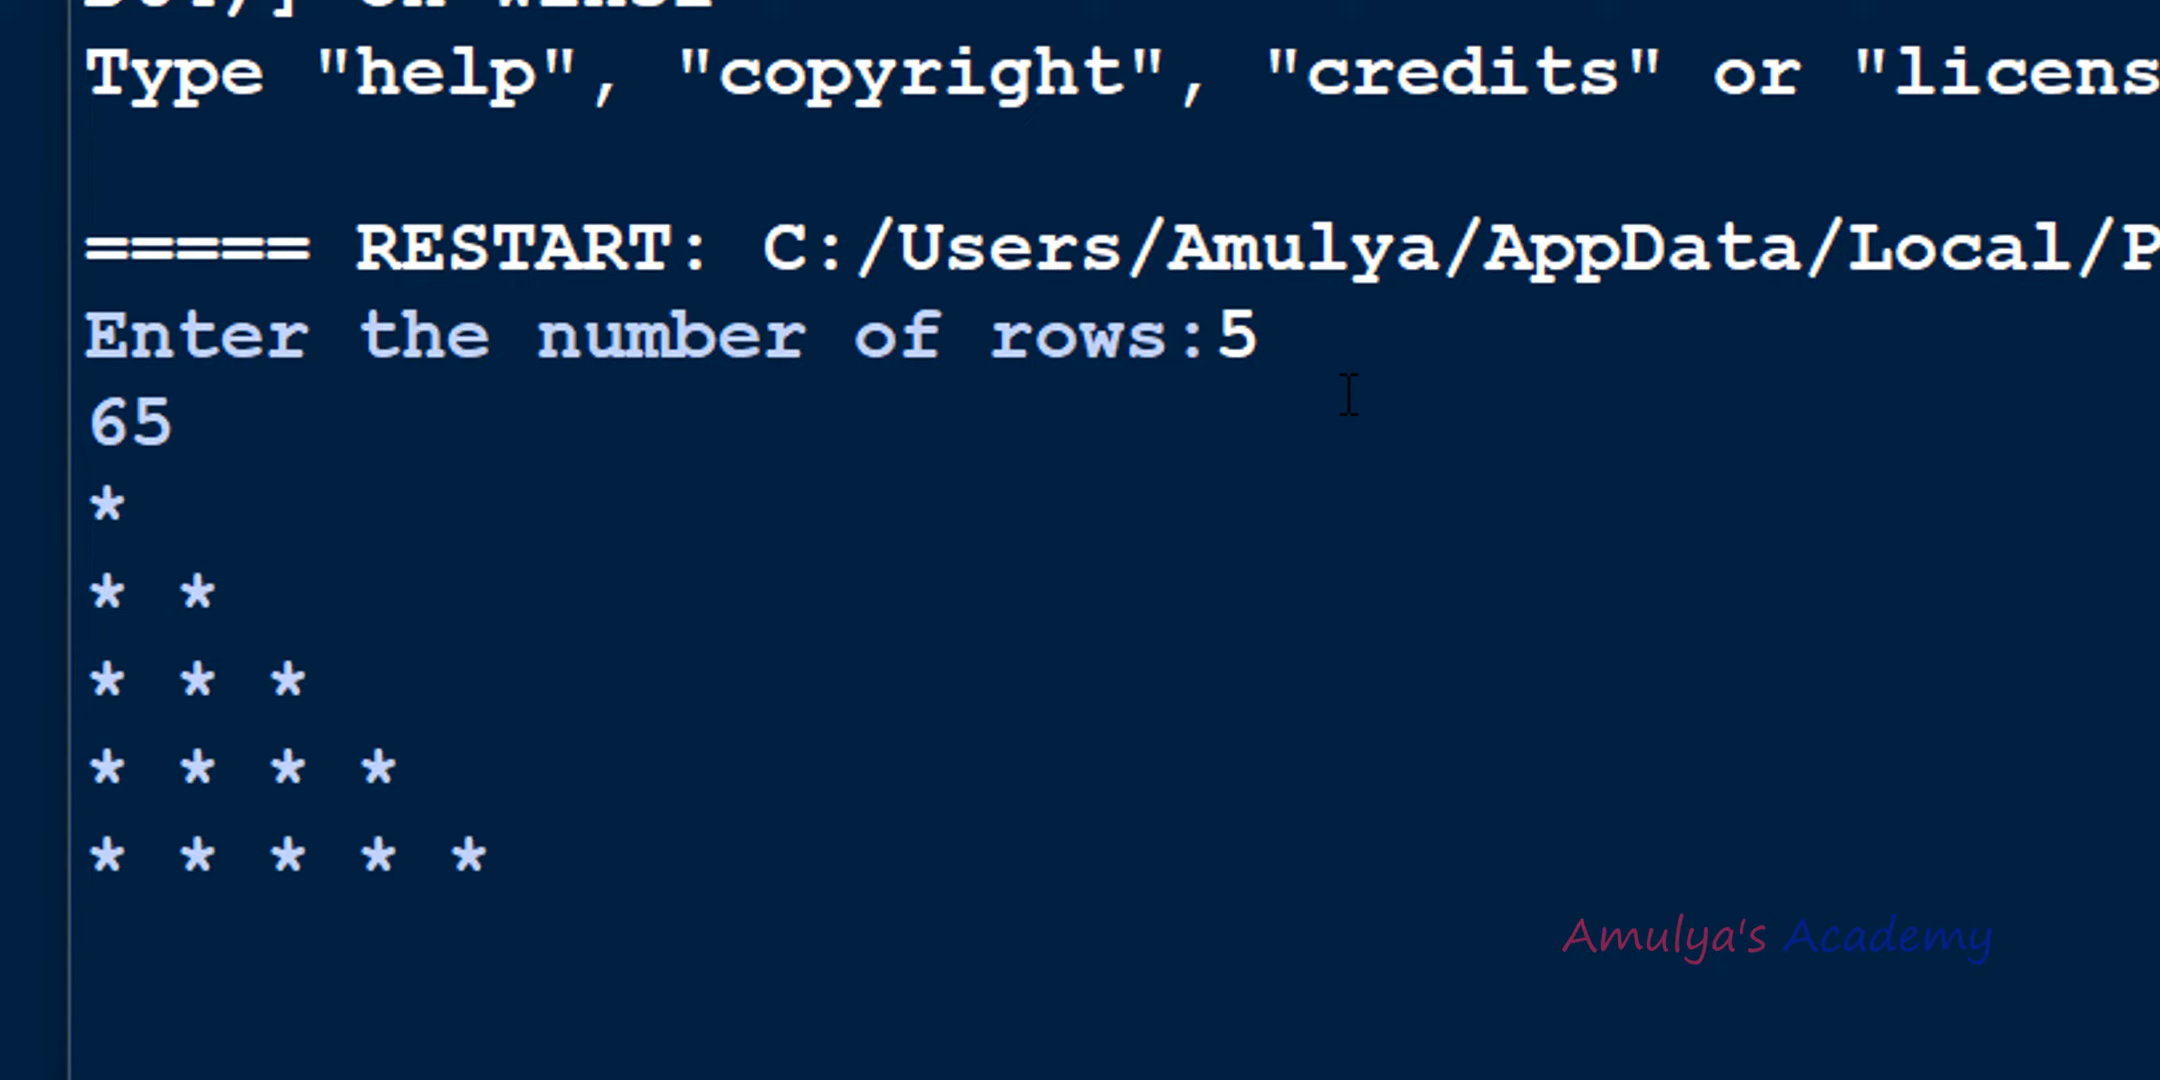 Type "help", "copyright", "credits" or "licens
===== RESTART: C:/Users/Amulya/AppData/Local/P
Enter the number of rows:5
65
*
* *
* * *
* * * *
* * * * *
Amulya's Academy